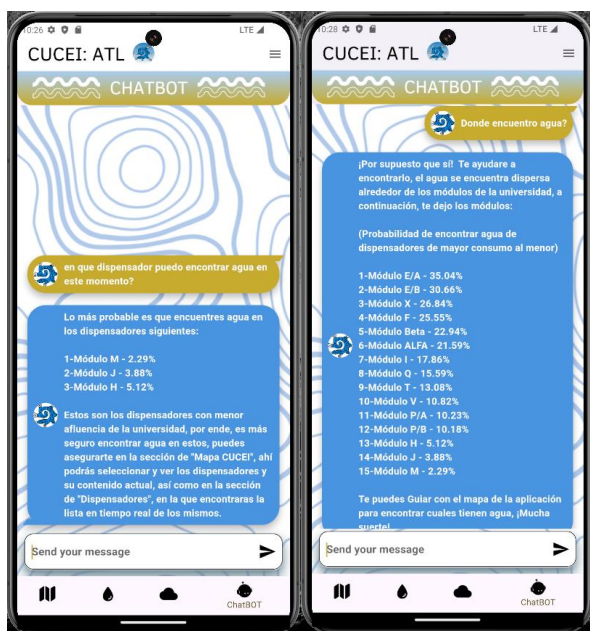 10:26
LTE
CUCEI: ATL
CHATBOT
en que dispensador puedo encontrar agua en
este momento?
Lo más probable es que encuentres agua en
los dispensadores siguientes:
1-Módulo M - 2.29%
2-Módulo J - 3.88%
3-Módulo H - 5.12%
Estos son los dispensadores con menor
afluencia de la universidad, por ende, es más
seguro encontrar agua en estos, puedes
asegurarte en la sección de "Mapa CUCEI", ahí
podrás seleccionar y ver los dispensadores y
su contenido actual, así como en la sección
de "Dispensadores", en la que encontraras la
lista en tiempo real de los mismos.
Send your message
ChatBOT
10:28
LTE
CUCEI: ATL
CHATBOT
Donde encuentro agua?
¡Por supuesto que sí! Te ayudare a
encontrarlo, el agua se encuentra dispersa
alrededor de los módulos de la universidad, a
continuación, te dejo los módulos:
(Probabilidad de encontrar agua de
dispensadores de mayor consumo al menor)
1-Módulo E/A - 35.04%
2-Módulo E/B - 30.66%
3-Módulo X - 26.84%
4-Módulo F - 25.55%
5-Módulo Beta - 22.94%
6-Módulo ALFA - 21.59%
7-Módulo I - 17.86%
8-Módulo Q - 15.59%
9-Módulo T - 13.08%
10-Módulo V - 10.82%
11-Módulo P/A - 10.23%
12-Módulo P/B - 10.18%
13-Módulo H - 5.12%
14-Módulo J - 3.88%
15-Módulo M - 2.29%
Te puedes Guiar con el mapa de la aplicación
para encontrar cuales tienen agua, ¡Mucha
suerte!
Send your message
ChatBOT